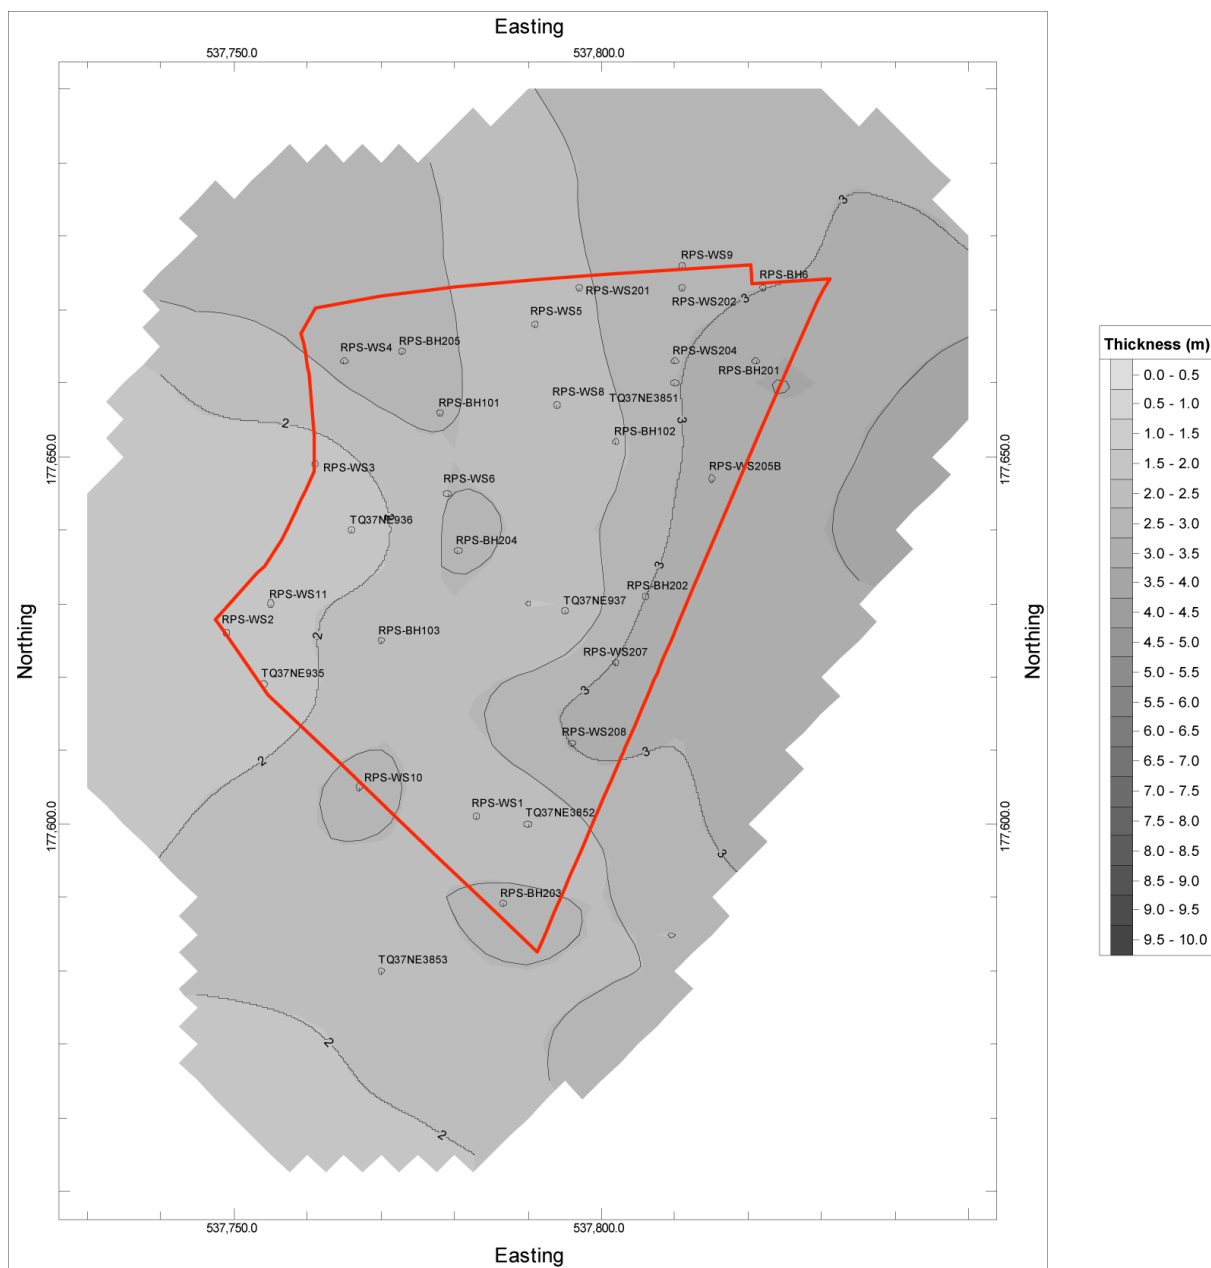 Easting
537,750.0
537,800.0
3
RPS-WS9
RPS-BH6
RPS-WS201
RPS-WS202
3
RPS-WS5
RPS-BH205
RPS-WS4
RPS-WS204
RPS-BH201
RPS-WS8
TQ37NE3851
RPS-BH101
2
3
RPS-BH102
177,650.0
177,650.0
RPS-WS3
RPS-WS205B
RPS-WS6
TQ37NE936
2
RPS-BH204
3
RPS-BH202
RPS-WS11
TQ37NE937
RPS-WS2
RPS-BH103
2
Northing
Northing
RPS-WS207
TQ37NE935
3
RPS-WS208
3
2
RPS-WS10
RPS-WS1
TQ37NE3852
177,600.0
177,600.0
3
RPS-BH203
TQ37NE3853
2
2
537,750.0
537,800.0
Easting
Thickness (m)
0.0 - 0.5
0.5 - 1.0
1.0 - 1.5
1.5 - 2.0
2.0 - 2.5
2.5 - 3.0
3.0 - 3.5
3.5 - 4.0
4.0 - 4.5
4.5 - 5.0
5.0 - 5.5
5.5 - 6.0
6.0 - 6.5
6.5 - 7.0
7.0 - 7.5
7.5 - 8.0
8.0 - 8.5
8.5 - 9.0
9.0 - 9.5
9.5 - 10.0